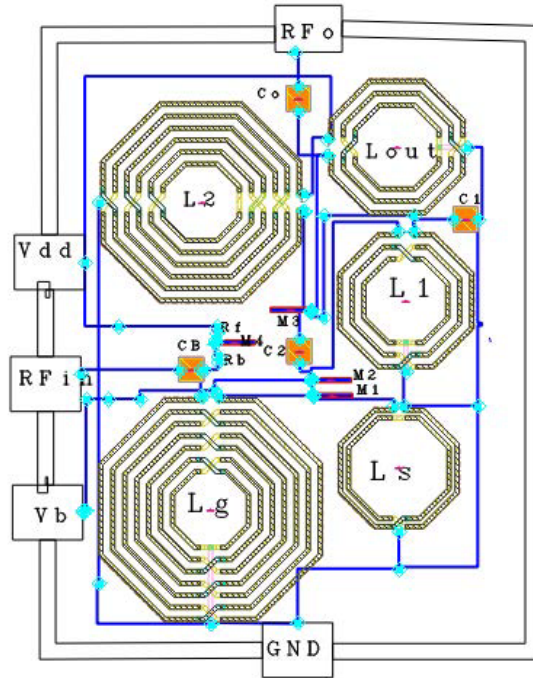 RFo
Co
Lout
L2
C1
Vdd
L1
M3
Rf
M4
CB
C2
Rb
RFin
M2
M1
Ls
Lg
Vb
GND